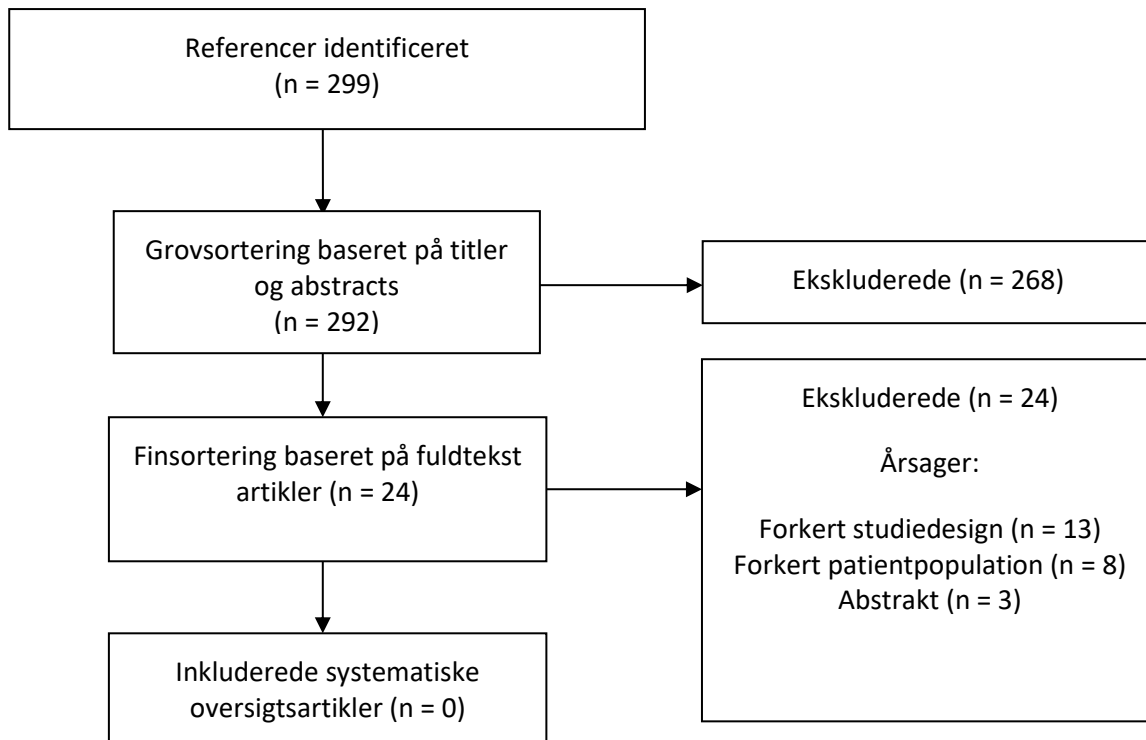 Referencer identificeret
(n = 299)
Grovsortering baseret på titler
og abstracts
(n = 292)
Ekskluderede (n = 268)
Finsortering baseret på fuldtekst
artikler (n = 24)
Ekskluderede (n = 24)
Årsager:
Forkert studiedesign (n = 13)
Forkert patientpopulation (n = 8)
Abstrakt (n = 3)
Inkluderede systematiske
oversigtsartikler (n = 0)